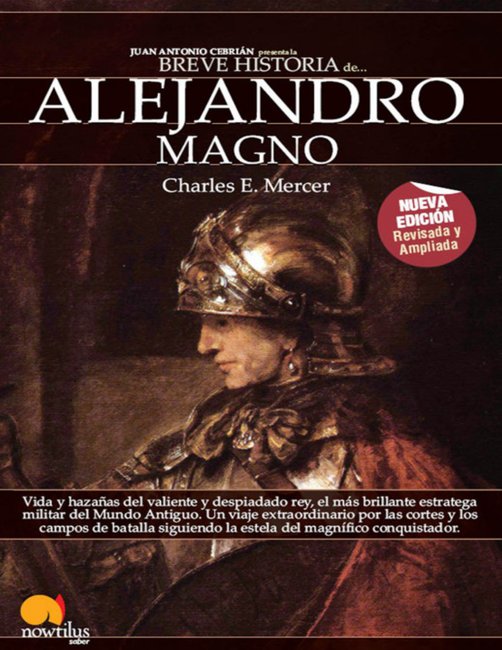 JUAN ANTONIO CEBRIÁN presenta la
BREVE HISTORIA de...
ALEJANDRO
MAGNO
Charles E. Mercer
NUEVA
EDICIÓN
Revisada y
Ampliada
Vida y hazañas del valiente y despiadado rey, el más brillante estratega
militar del Mundo Antiguo. Un viaje extraordinario por las cortes y los
campos de batalla siguiendo la estela del magnífico conquistador.
nowtilus
saber